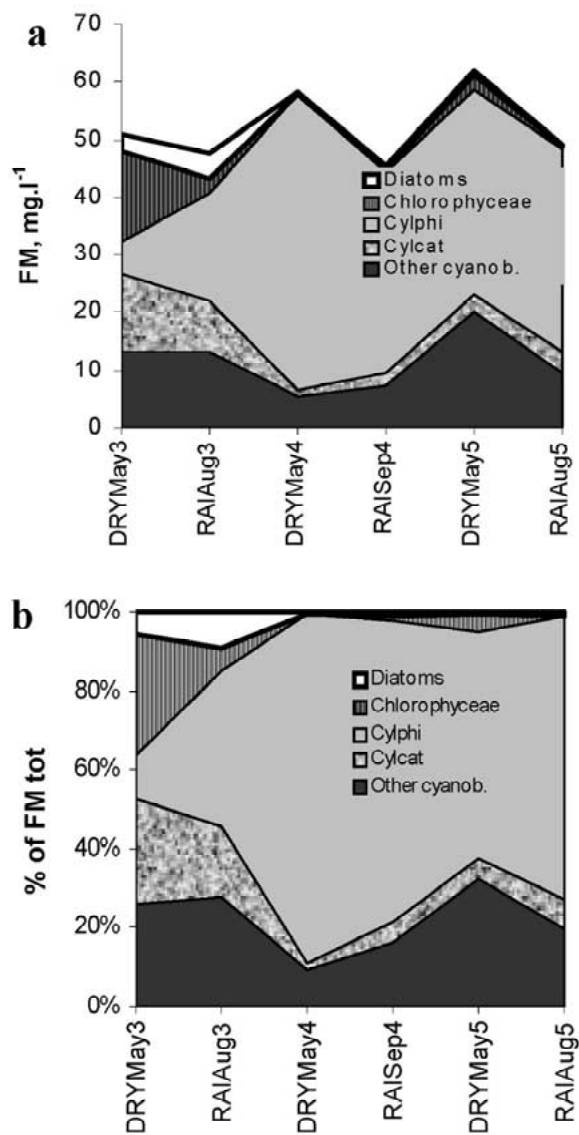 a
70
60
50
40
30
20
10
0
FM, mg.l-1
Diatoms
Chlorophyceae
Cylphi
Cylcat
Other cyanob.
DRYMay3
RAIAug3
DRYMay4
RAISep4
DRYMay5
RAIAug5
b
100%
80%
60%
40%
20%
0%
% of FM tot
Diatoms
Chlorophyceae
Cylphi
Cylcat
Other cyanob.
DRYMay3
RAIAug3
DRYMay4
RAISep4
DRYMay5
RAIAug5